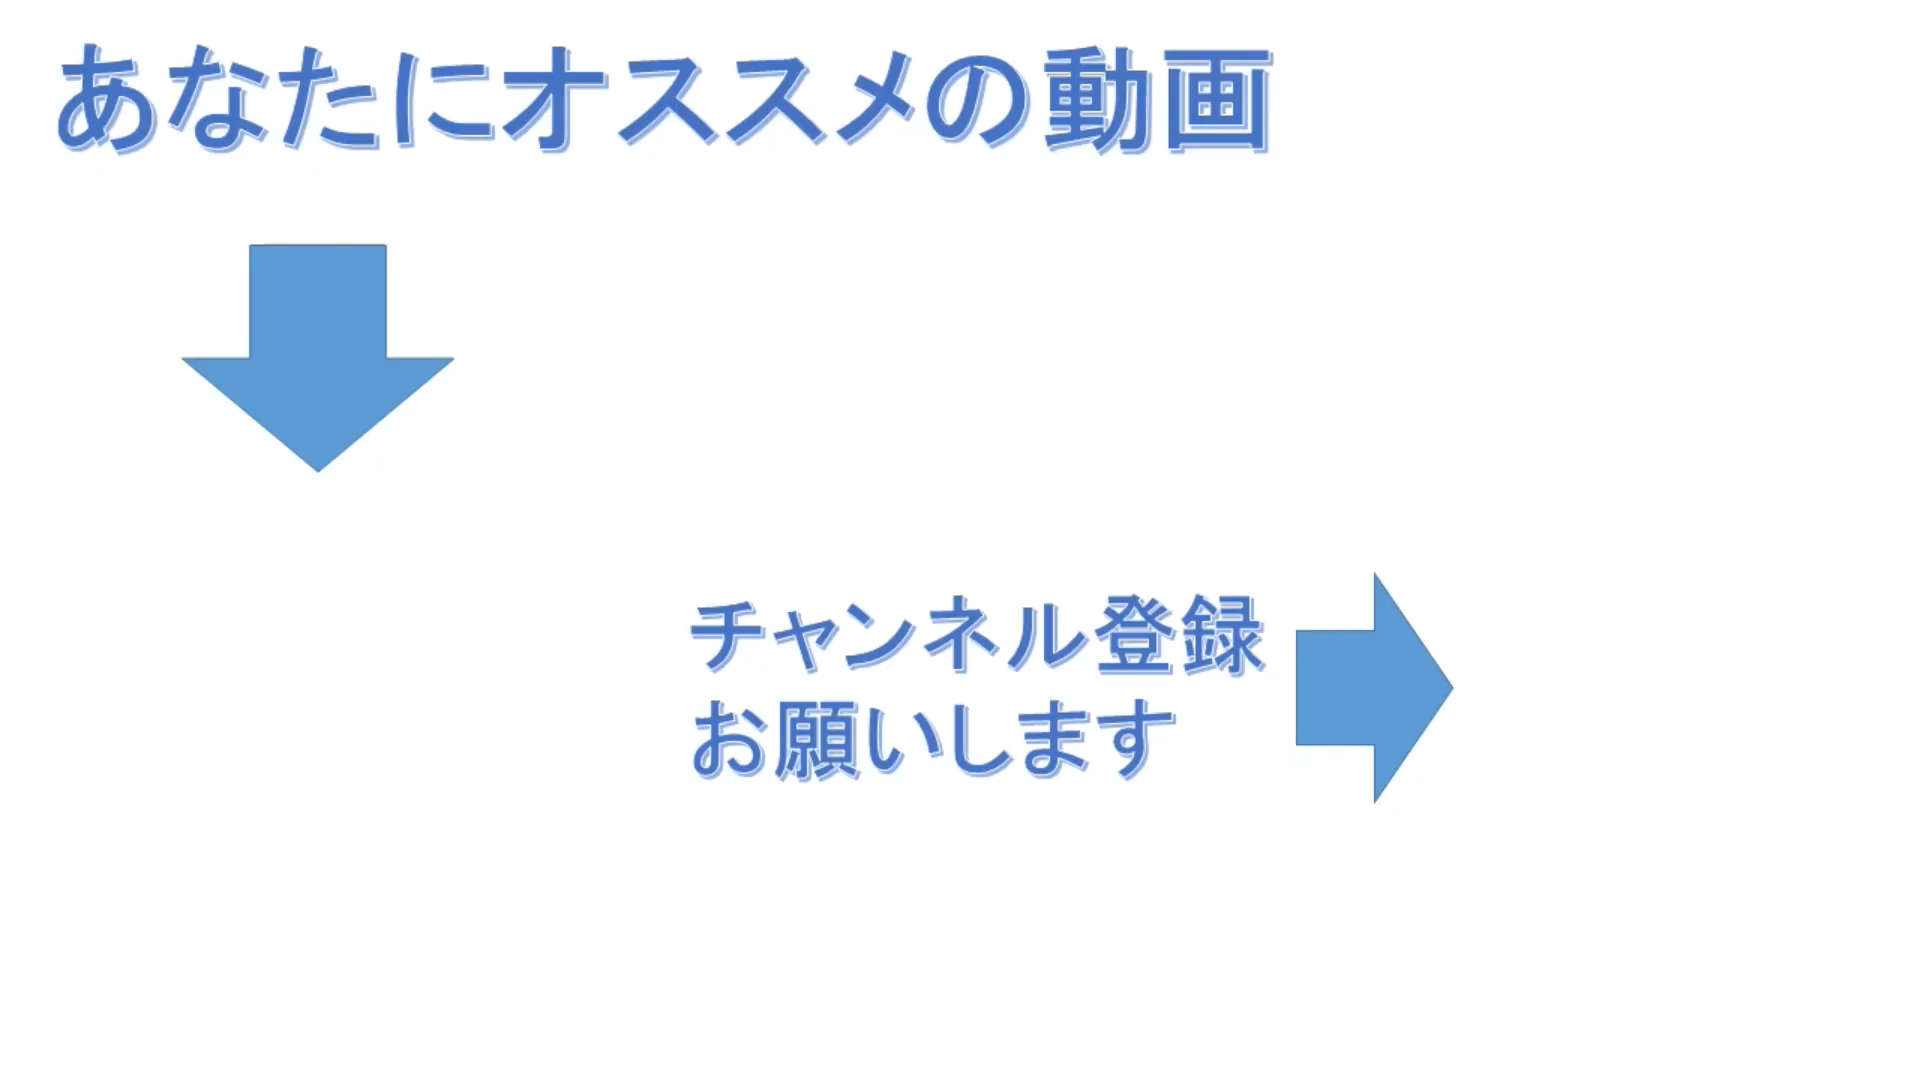 あなたにオススメの動画
チャンネル登録
お願いします